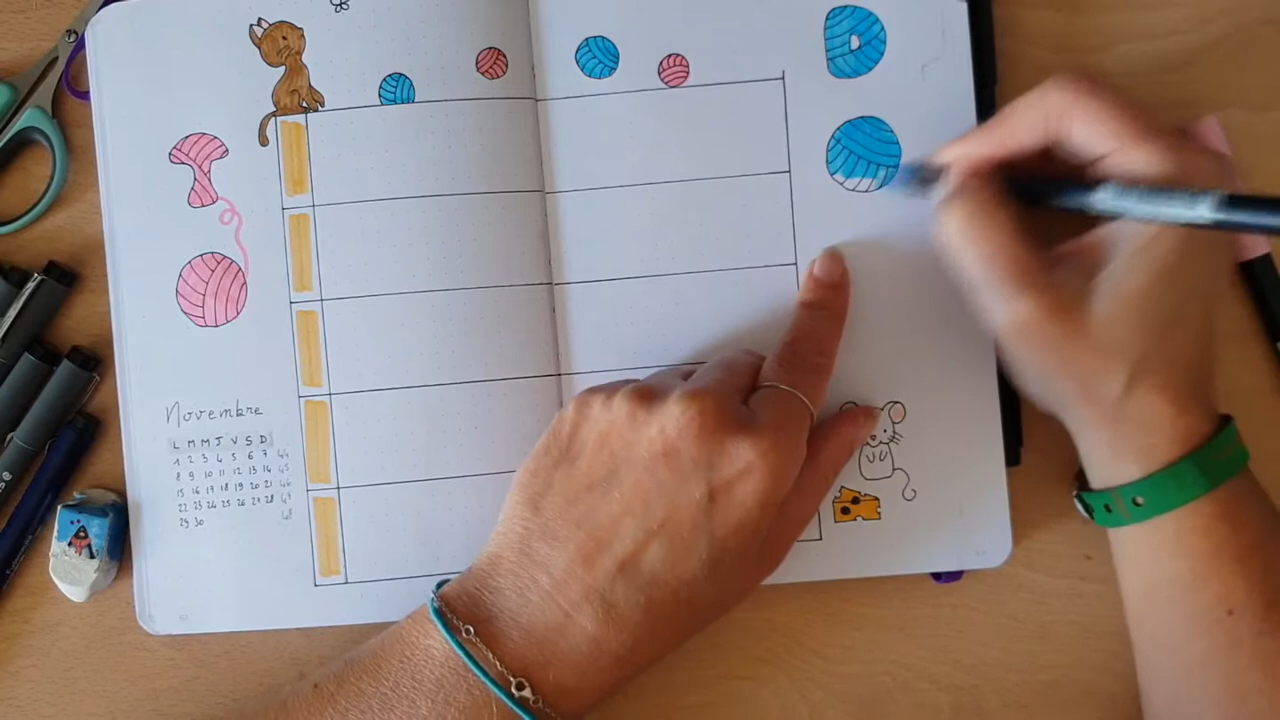 Novembre
L M M J V S D
1 2 3 4 5 6 7 44
8 9 10 11 12 13 14 45
15 16 17 18 19 20 21 46
22 23 24 25 26 27 28 47
29 30 48